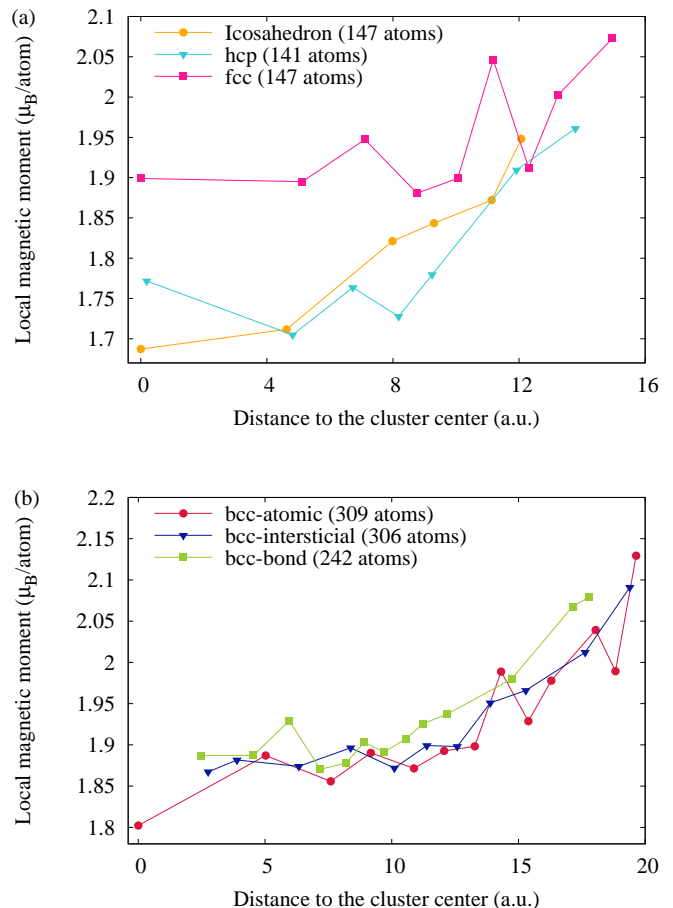 (a)
2.1
2.05
2
1.95
1.9
1.85
1.8
1.75
1.7
Local magnetic moment (μB/atom)
Icosahedron (147 atoms)
hcp (141 atoms)
fcc (147 atoms)
0 4 8 12 16
Distance to the cluster center (a.u.)
(b)
2.2
2.15
2.1
2.05
2
1.95
1.9
1.85
1.8
Local magnetic moment (μB/atom)
bcc-atomic (309 atoms)
bcc-intersticial (306 atoms)
bcc-bond (242 atoms)
0 5 10 15 20
Distance to the cluster center (a.u.)